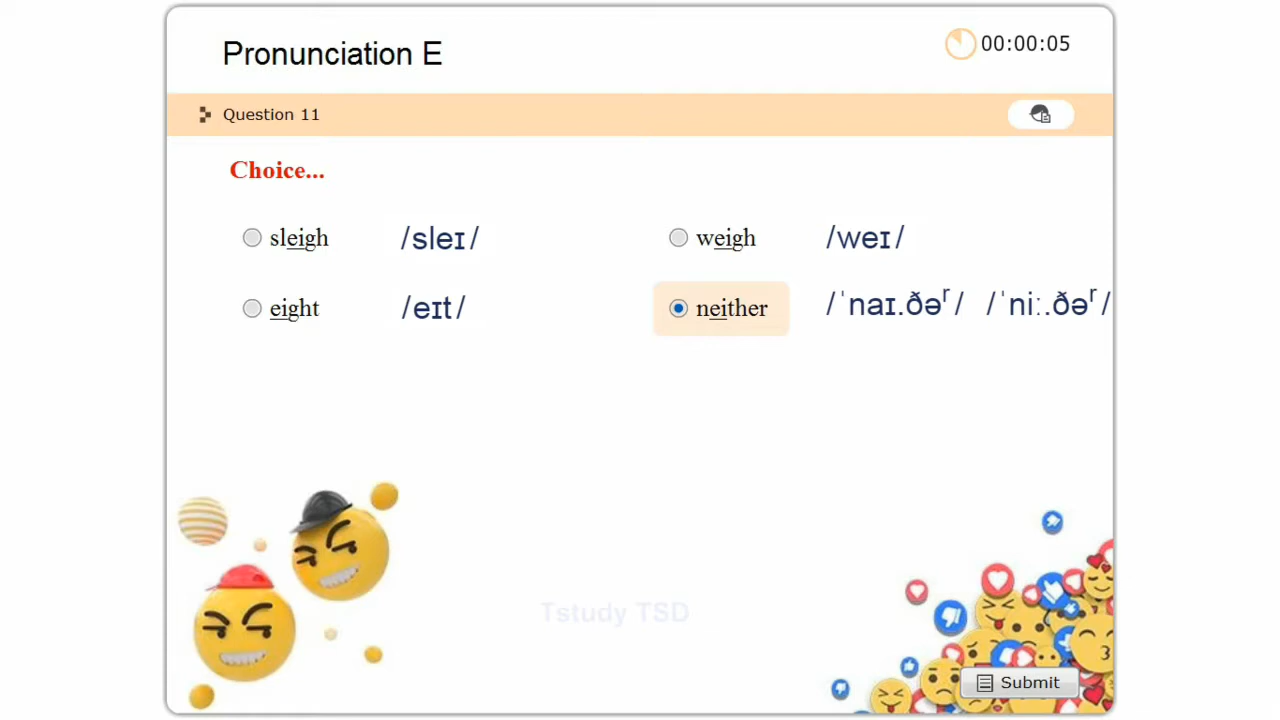 Pronunciation E
00:00:05
Question 11
Choice...
sleigh /sleɪ/ weigh /weɪ/
eight /eɪt/ neither /ˈnaɪ.ðəʳ/ /ˈniː.ðəʳ/
Tstudy TSD
Submit